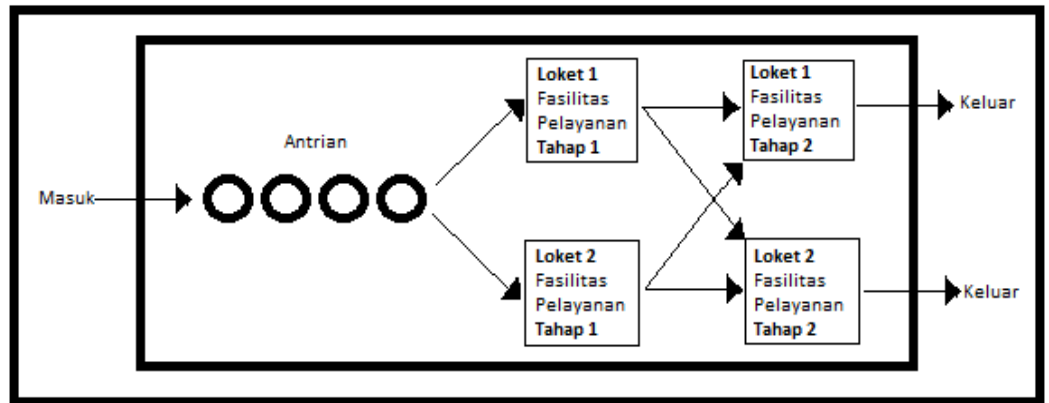 Masuk
Antrian
Loket 1
Fasilitas
Pelayanan
Tahap 1
Loket 2
Fasilitas
Pelayanan
Tahap 1
Loket 1
Fasilitas
Pelayanan
Tahap 2
Loket 2
Fasilitas
Pelayanan
Tahap 2
Keluar
Keluar